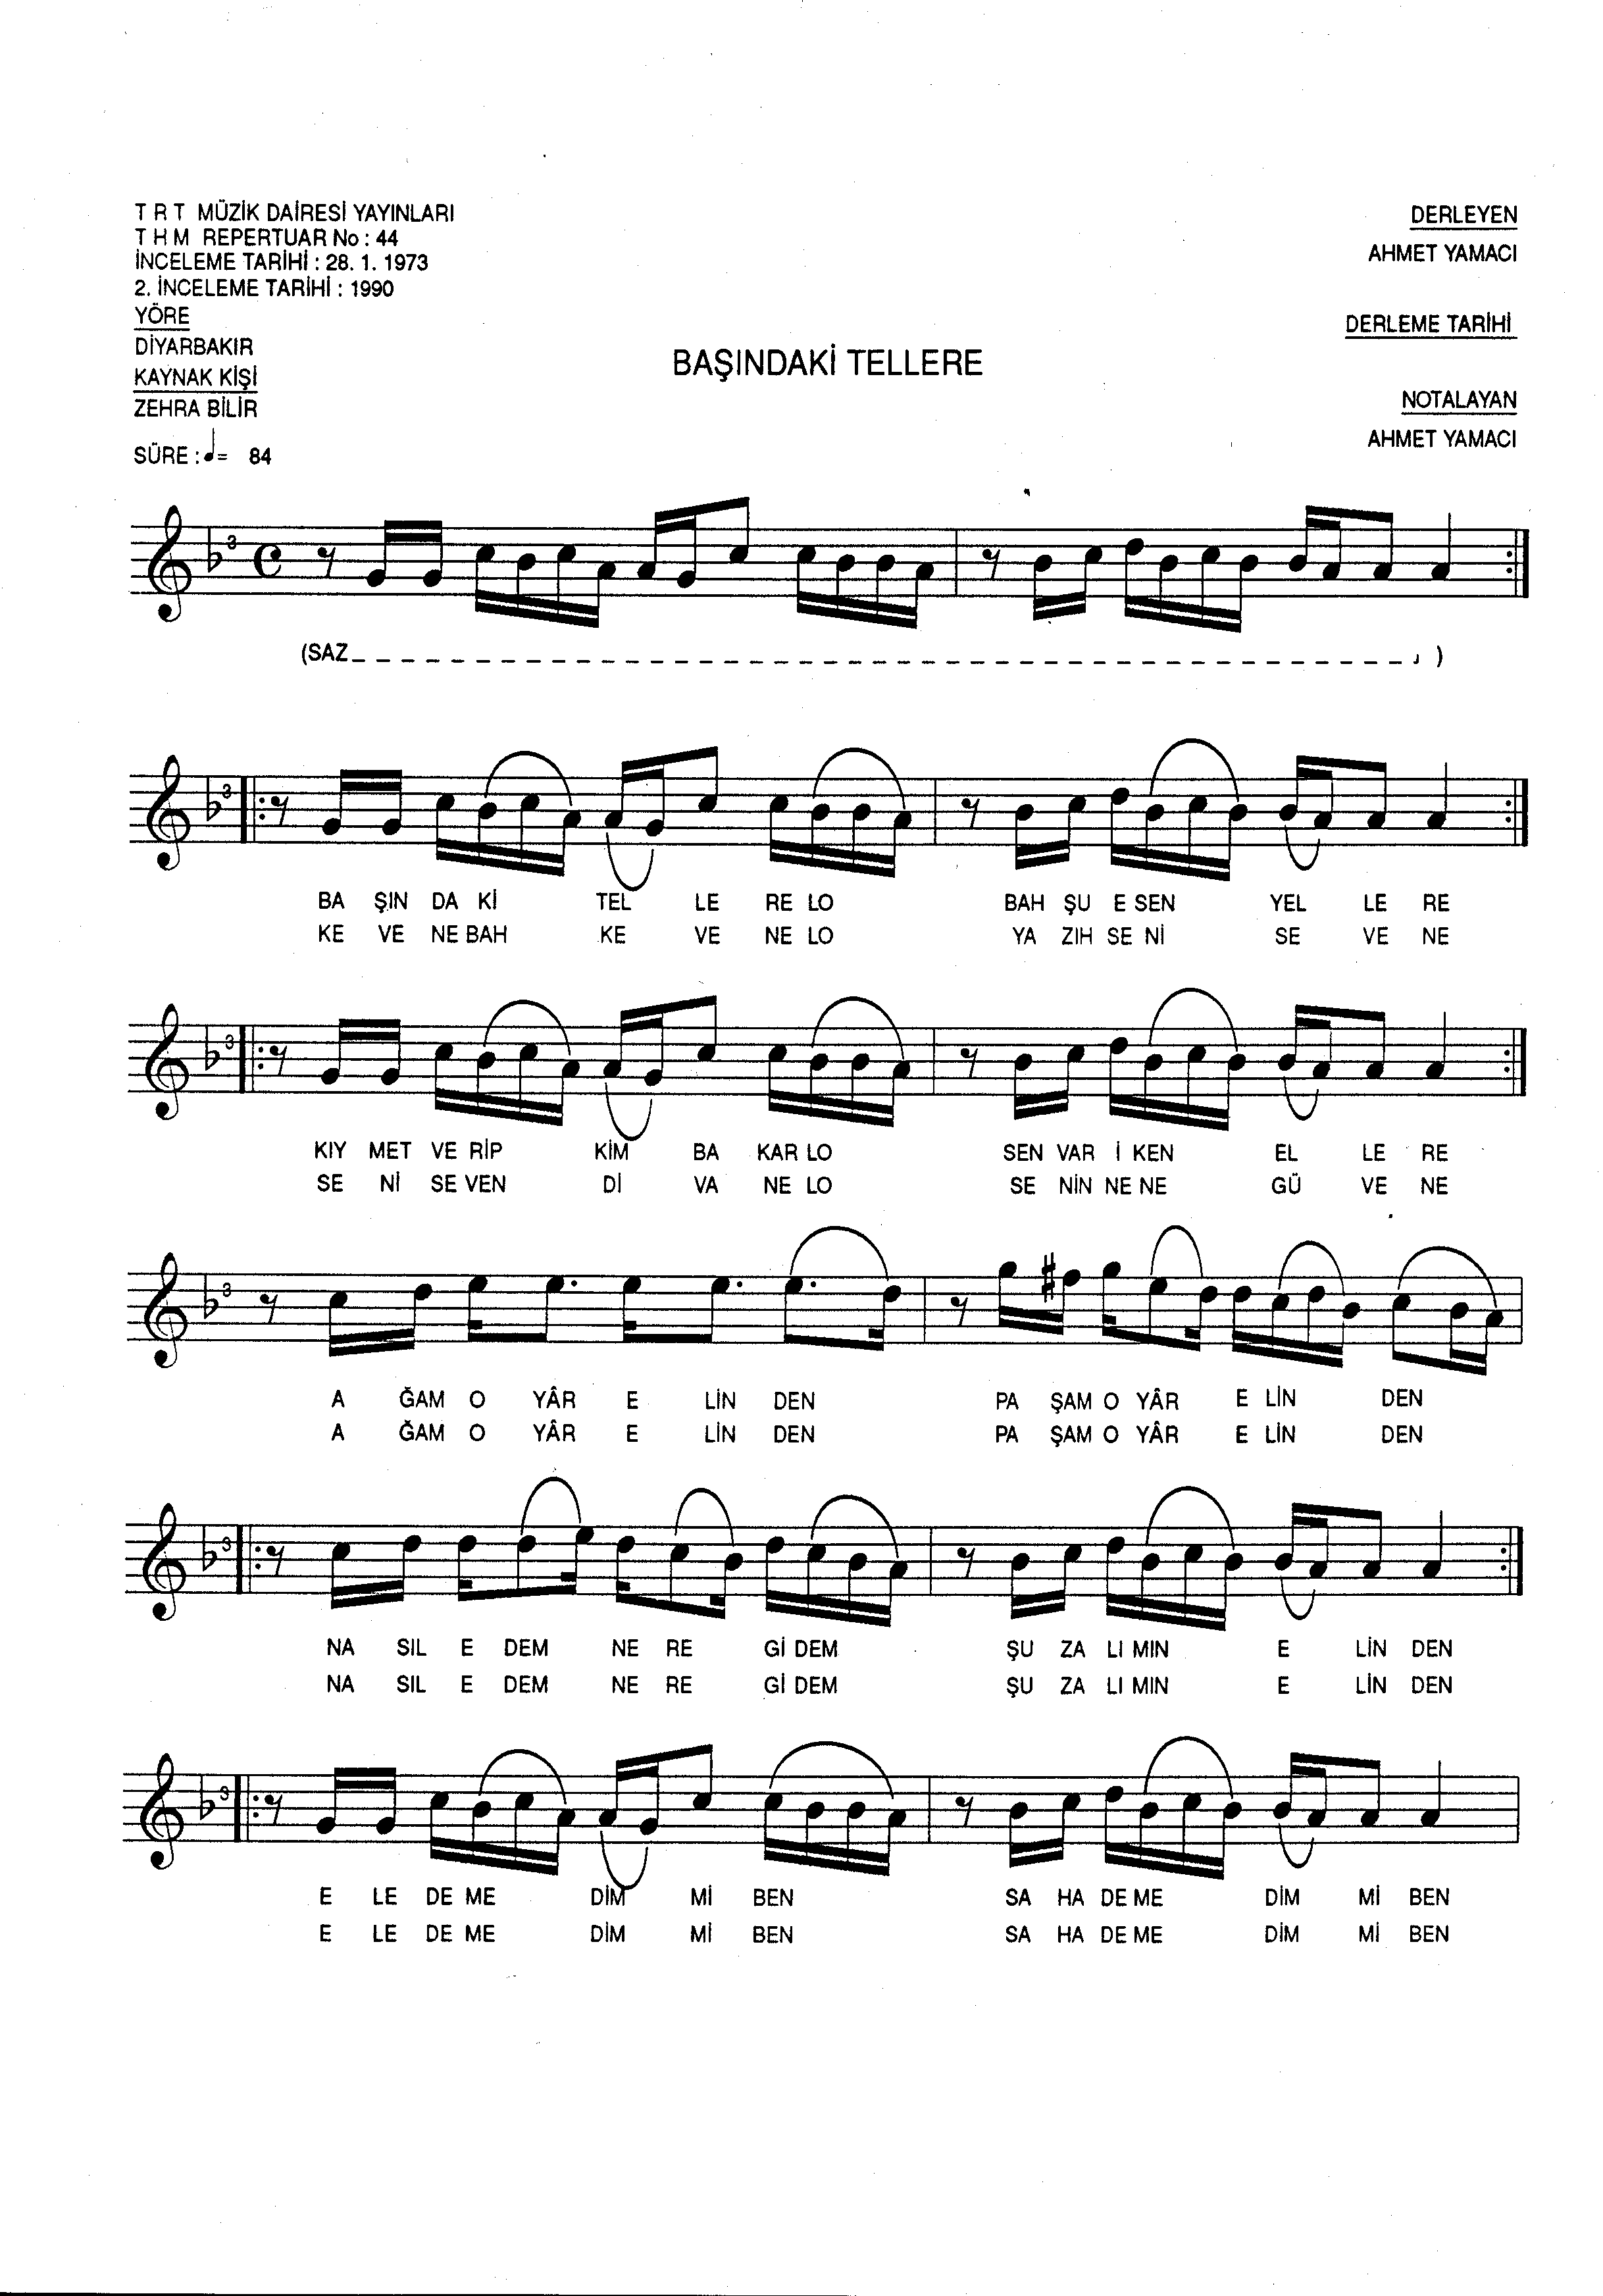 T R T MÜZİK DAİRESİ YAYINLARI
T H M REPERTUAR No : 44
İNCELEME TARİHİ : 28. 1. 1973
2. İNCELEME TARİHİ : 1990
YÖRE
DİYARBAKIR
KAYNAK KİŞİ
ZEHRA BİLİR
SÜRE : ♩= 84
BAŞINDAKİ TELLERE
DERLEYEN
AHMET YAMACI
DERLEME TARİHİ
NOTALAYAN
AHMET YAMACI
(SAZ_ _ _ _ _ _ _ _ _ _ _ _ _ _ _ _ _ _ _ _ )
BA ŞIN DA Kİ TEL LE RE LO BAH ŞU E SEN YEL LE RE
KE VE NE BAH KE VE NE LO YA ZIH SE Nİ SE VE NE
KIY MET VE RİP KİM BA KAR LO SEN VAR İ KEN EL LE RE
SE Nİ SE VEN Dİ VA NE LO SE NİN NE NE GÜ VE NE
A ĞAM O YÂR E LİN DEN PA ŞAM O YÂR E LİN DEN
A ĞAM O YÂR E LİN DEN PA ŞAM O YÂR E LİN DEN
NA SIL E DEM NE RE Gİ DEM ŞU ZA LI MIN E LİN DEN
NA SIL E DEM NE RE Gİ DEM ŞU ZA LI MIN E LİN DEN
E LE DE ME DİM Mİ BEN SA HA DE ME DİM Mİ BEN
E LE DE ME DİM Mİ BEN SA HA DE ME DİM Mİ BEN